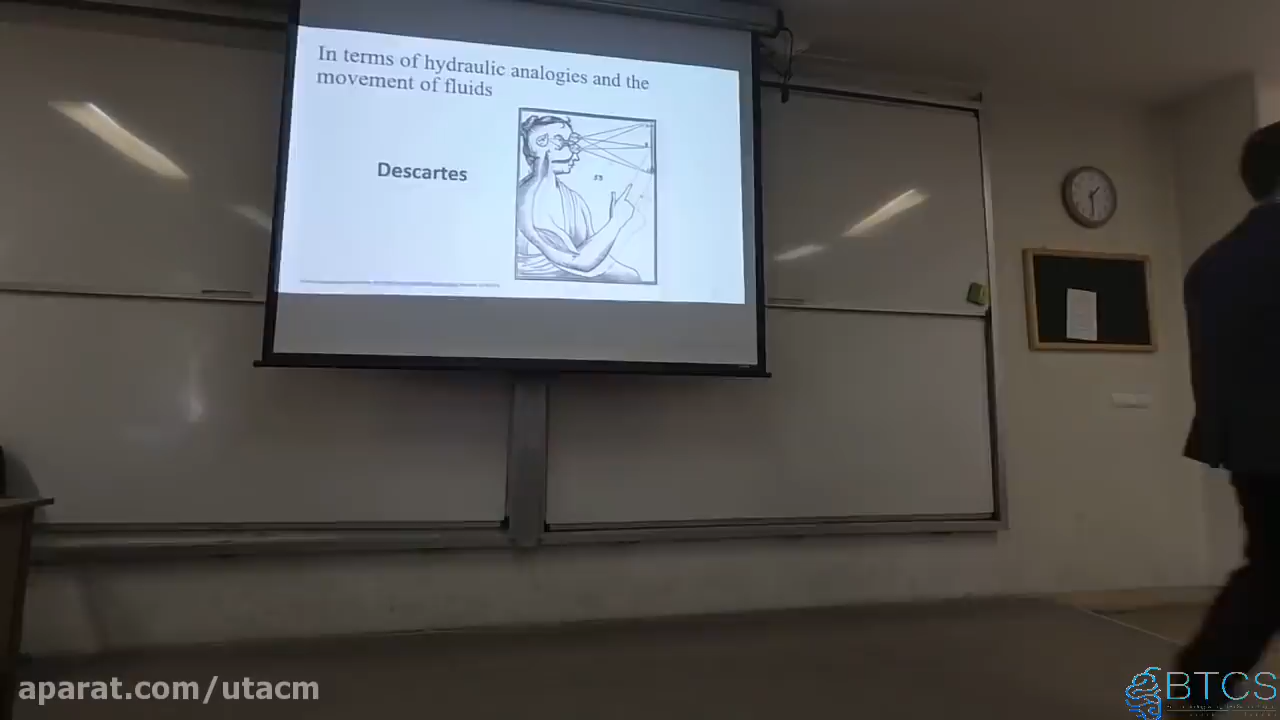 In terms of hydraulic analogies and the
movement of fluids
Descartes
aparat.com/utacm
BTCS